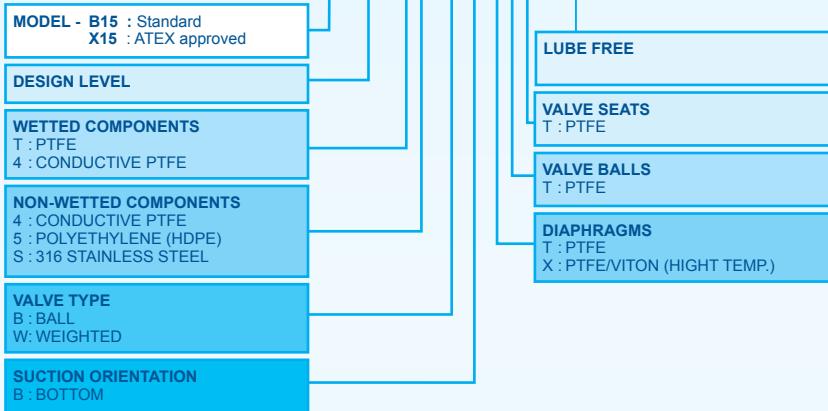 MODEL - B15 : Standard
X15 : ATEX approved
DESIGN LEVEL
WETTED COMPONENTS
T : PTFE
4 : CONDUCTIVE PTFE
NON-WETTED COMPONENTS
4 : CONDUCTIVE PTFE
5 : POLYETHYLENE (HDPE)
S : 316 STAINLESS STEEL
VALVE TYPE
B : BALL
W: WEIGHTED
SUCTION ORIENTATION
B : BOTTOM
LUBE FREE
VALVE SEATS
T : PTFE
VALVE BALLS
T : PTFE
DIAPHRAGMS
T : PTFE
X : PTFE/VITON (HIGHT TEMP.)